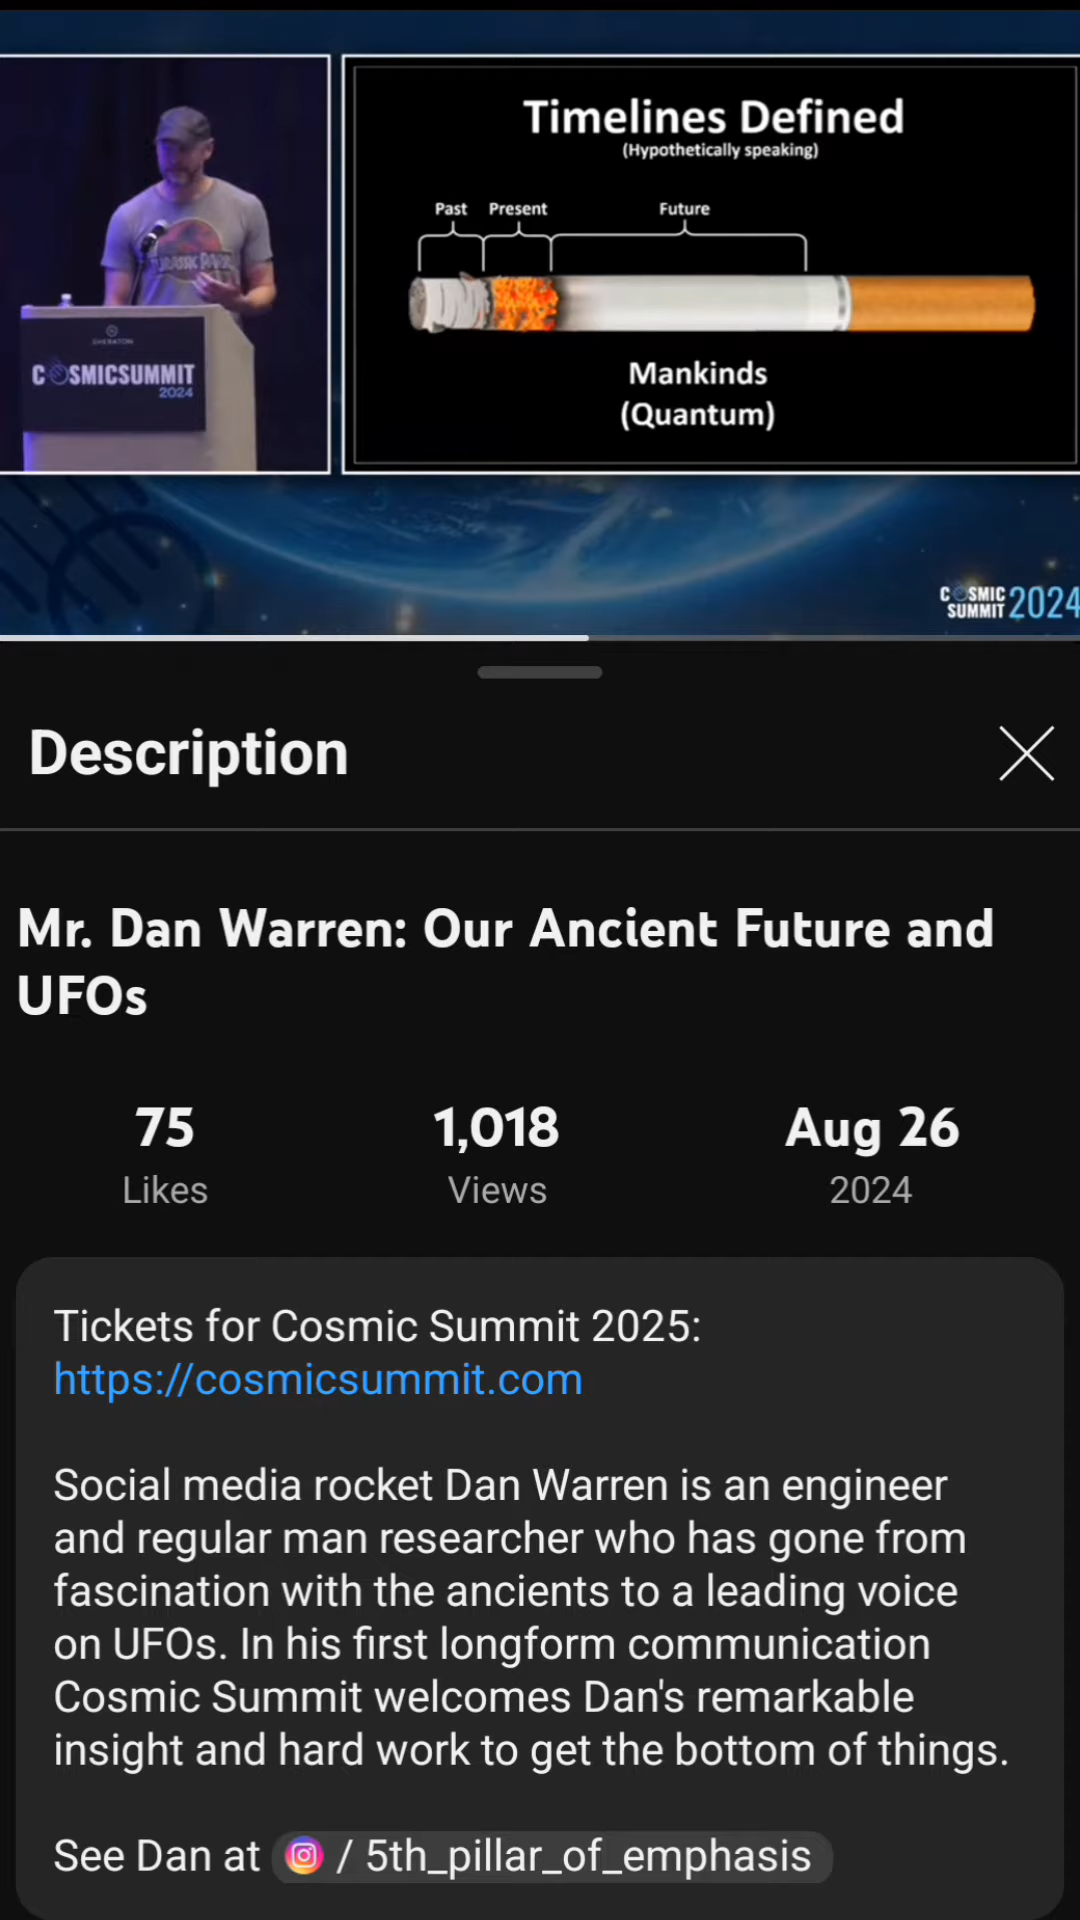 Timelines Defined
(Hypothetically speaking)
Past Present Future
Mankinds
(Quantum)
JURASSIC PARK
SHERATON
COSMICSUMMIT
2024
COSMIC
SUMMIT 2024
Description
Mr. Dan Warren: Our Ancient Future and
UFOs
75 1,018 Aug 26
Likes Views 2024
Tickets for Cosmic Summit 2025:
https://cosmicsummit.com
Social media rocket Dan Warren is an engineer
and regular man researcher who has gone from
fascination with the ancients to a leading voice
on UFOs. In his first longform communication
Cosmic Summit welcomes Dan's remarkable
insight and hard work to get the bottom of things.
See Dan at / 5th_pillar_of_emphasis